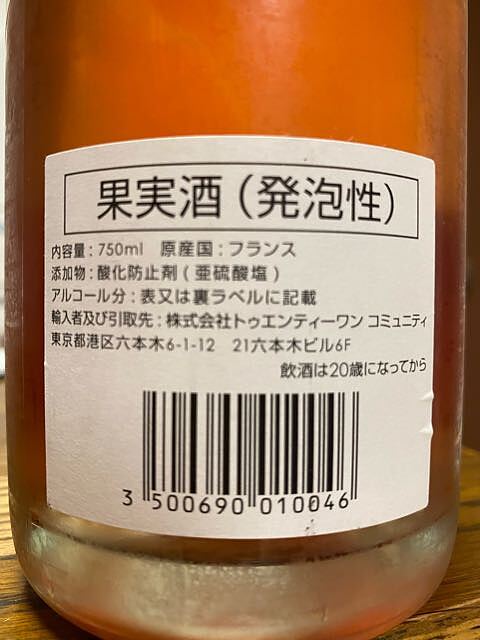 果実酒（発泡性）
内容量：750ml 原産国：フランス
添加物：酸化防止剤（亜硫酸塩）
アルコール分：表又は裏ラベルに記載
輸入者及び引取先：株式会社トゥエンティーワン コミュニティ
東京都港区六本木6-1-12 21六本木ビル6F
飲酒は20歳になってから
3 500690 010046